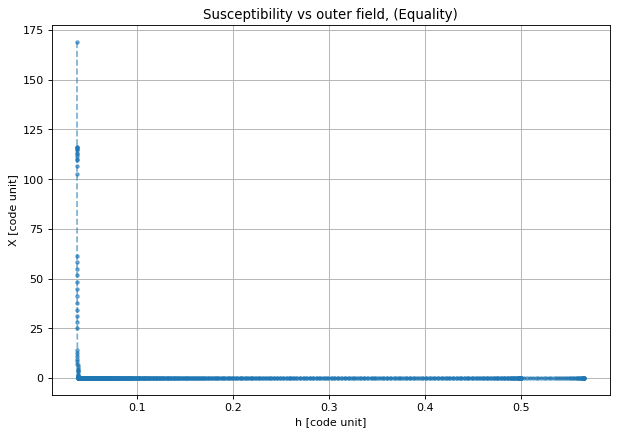 Susceptibility vs outer field, (Equality)
175
150
125
100
75
50
25
0
X [code unit]
0.1 0.2 0.3 0.4 0.5
h [code unit]